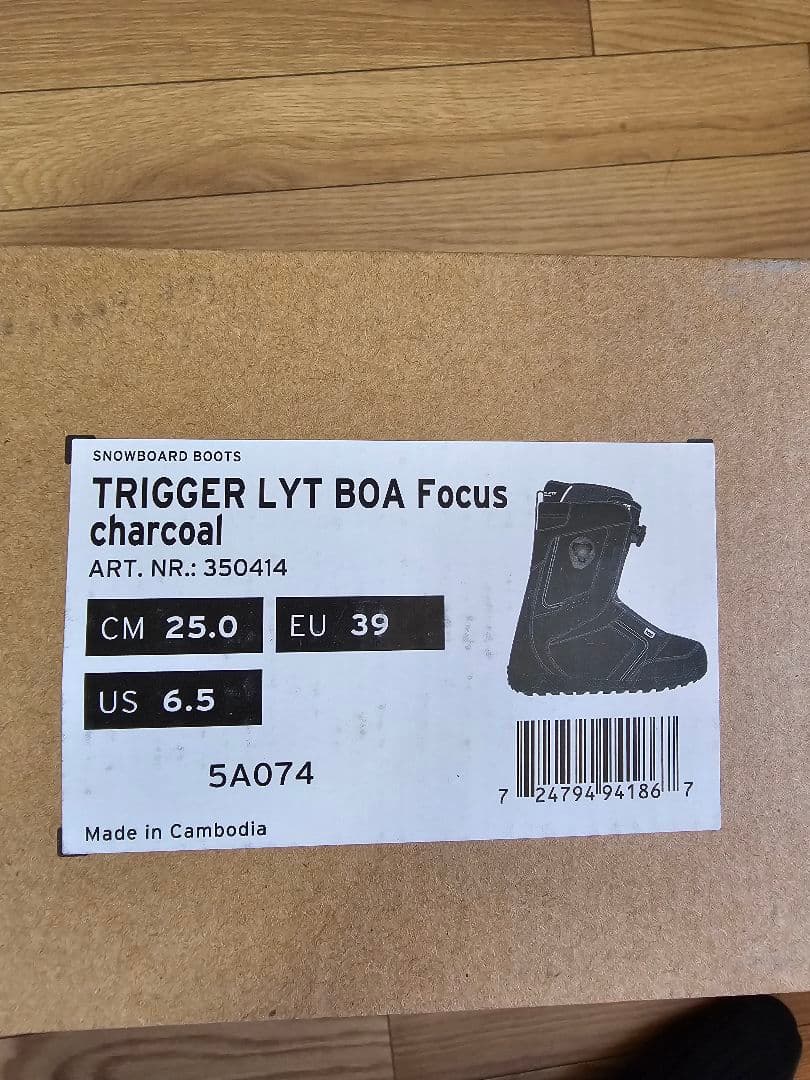 SNOWBOARD BOOTS
TRIGGER LYT BOA Focus
charcoal
ART. NR.: 350414
CM 25.0 EU 39
US 6.5
5A074
7 24794 94186 7
Made in Cambodia